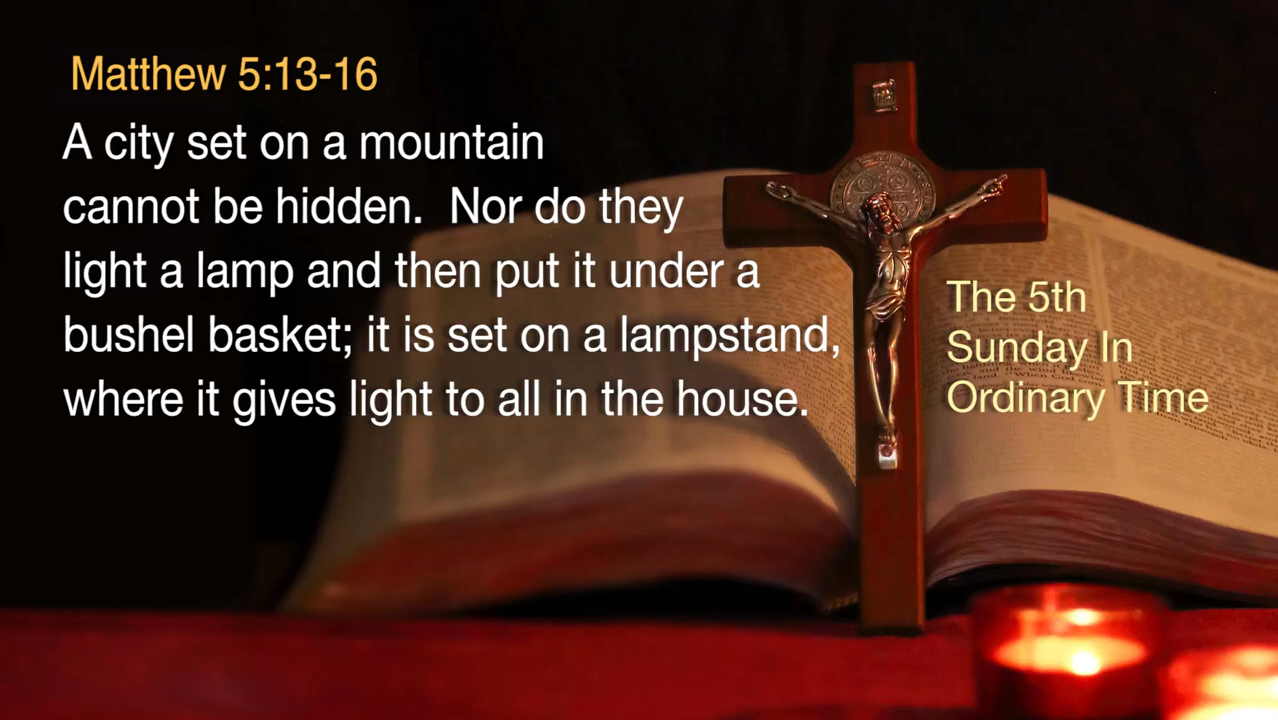 Matthew 5:13-16
A city set on a mountain
cannot be hidden.  Nor do they
light a lamp and then put it under a
bushel basket; it is set on a lampstand,
where it gives light to all in the house.
The 5th
Sunday In
Ordinary Time